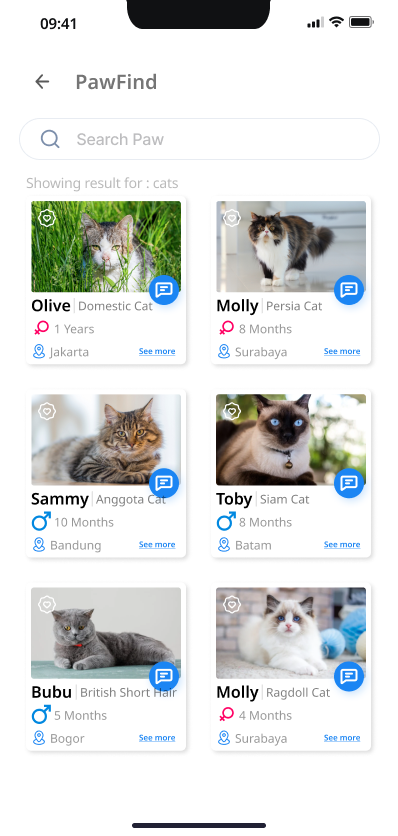 09:41
PawFind
Search Paw
Showing result for : cats
Olive Domestic Cat
1 Years
Jakarta See more
Molly Persia Cat
8 Months
Surabaya See more
Sammy Anggota Cat
10 Months
Bandung See more
Toby Siam Cat
8 Months
Batam See more
Bubu British Short Hair
5 Months
Bogor See more
Molly Ragdoll Cat
4 Months
Surabaya See more